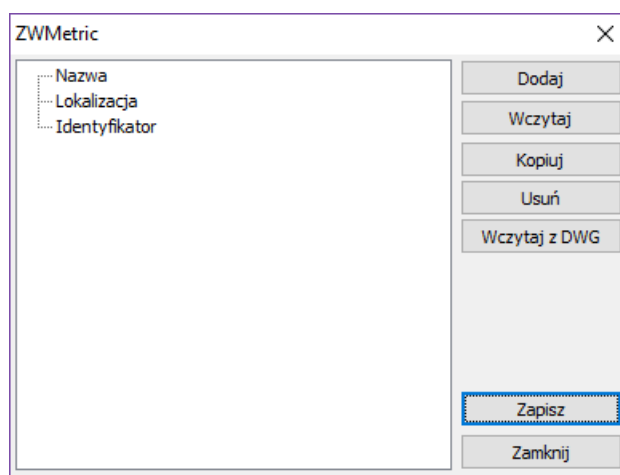 ZWMetric
Nazwa
Lokalizacja
Identyfikator
Dodaj
Wczytaj
Kopiuj
Usuń
Wczytaj z DWG
Zapisz
Zamknij